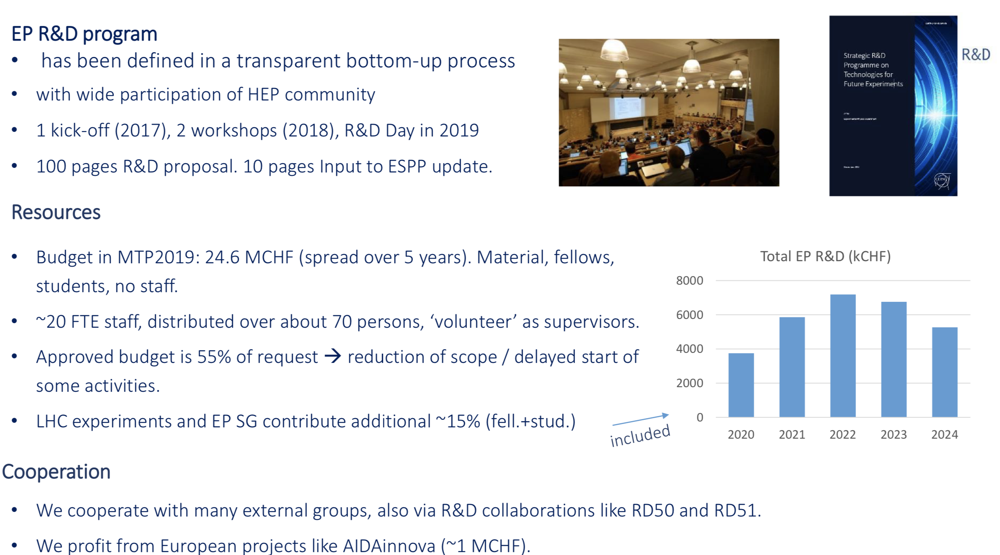 EP R&D program
• has been defined in a transparent bottom-up process
• with wide participation of HEP community
• 1 kick-off (2017), 2 workshops (2018), R&D Day in 2019
• 100 pages R&D proposal. 10 pages Input to ESPP update.
Strategic R&D
Programme on
Technologies for
Future Experiments
CERN
R&D
Resources
• Budget in MTP2019: 24.6 MCHF (spread over 5 years). Material, fellows,
students, no staff.
• ~20 FTE staff, distributed over about 70 persons, ‘volunteer’ as supervisors.
• Approved budget is 55% of request → reduction of scope / delayed start of
some activities.
• LHC experiments and EP SG contribute additional ~15% (fell.+stud.)
included
Total EP R&D (kCHF)
8000
6000
4000
2000
0
2020 2021 2022 2023 2024
Cooperation
• We cooperate with many external groups, also via R&D collaborations like RD50 and RD51.
• We profit from European projects like AIDAinnova (~1 MCHF).